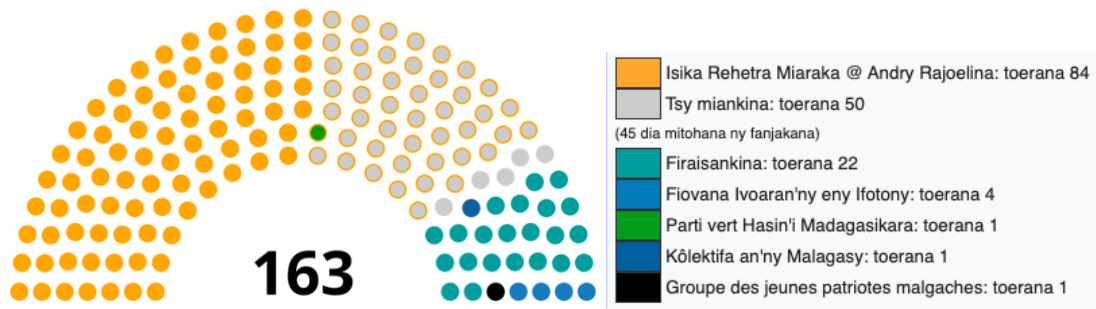 163
Isika Rehetra Miaraka @ Andry Rajoelina: toerana 84
Tsy miankina: toerana 50
(45 dia mitohana ny fanjakana)
Firaisankina: toerana 22
Fiovana Ivoaran'ny eny Ifotony: toerana 4
Parti vert Hasin'i Madagasikara: toerana 1
Kôlektifa an'ny Malagasy: toerana 1
Groupe des jeunes patriotes malgaches: toerana 1